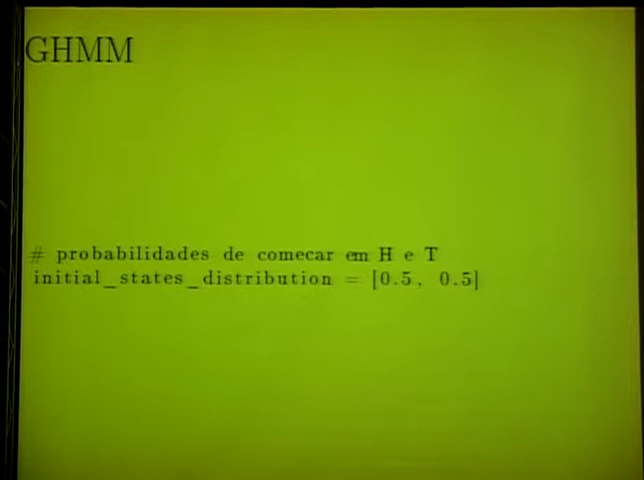 GHMM
# probabilidades de comecar em H e T
initial_states_distribution = [0.5, 0.5]